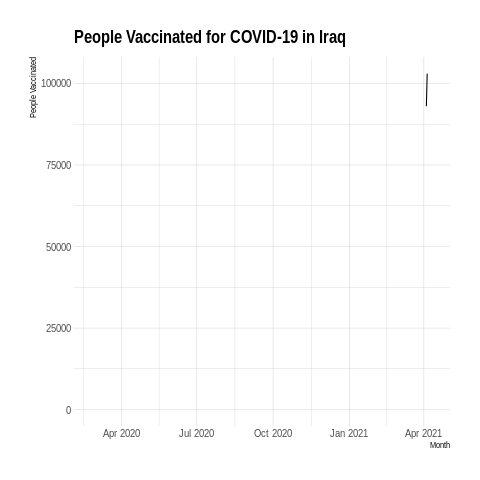 People Vaccinated for COVID-19 in Iraq
People Vaccinated
100000
75000
50000
25000
0
Apr 2020 Jul 2020 Oct 2020 Jan 2021 Apr 2021
Month